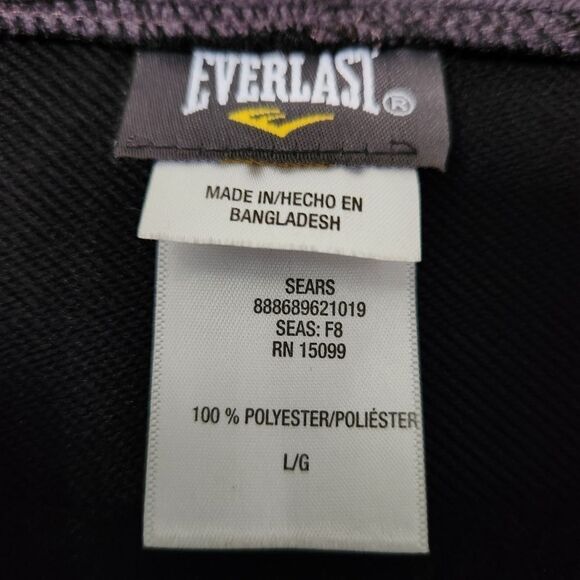 EVERLAST®
MADE IN/HECHO EN
BANGLADESH
SEARS
888689621019
SEAS: F8
RN 15099
100 % POLYESTER/POLIÉSTER
L/G